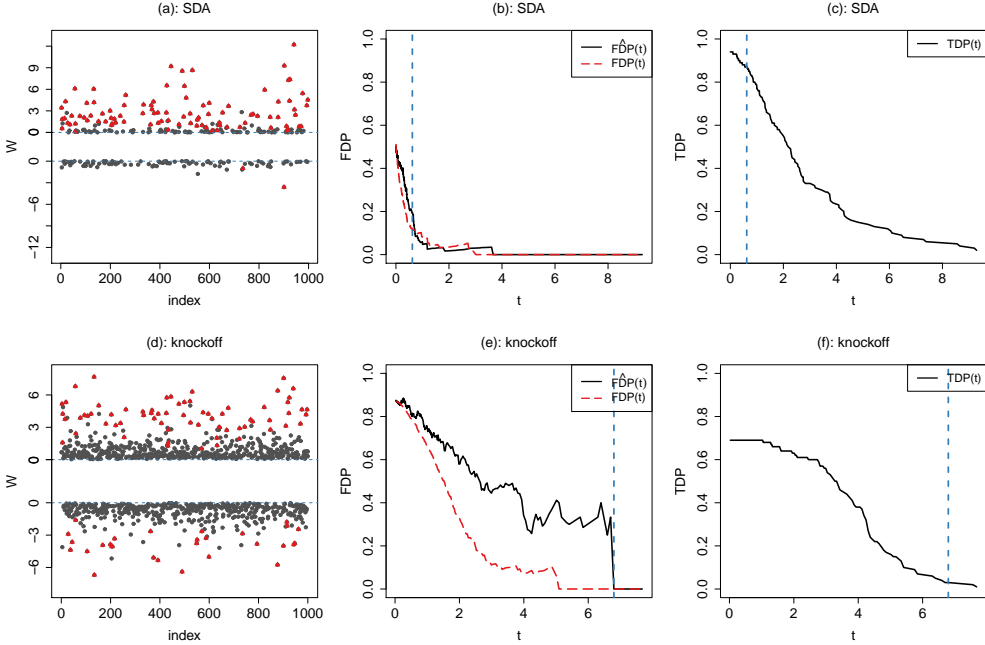 (a): SDA
(b): SDA
(c): SDA
W
9
6
3
0
0
−6
−12
0 200 400 600 800 1000
index
FDP
1.0
0.8
0.6
0.4
0.2
0.0
0 2 4 6 8
t
FD̂P(t)
FDP(t)
TDP
1.0
0.8
0.6
0.4
0.2
0.0
0 2 4 6 8
t
TDP(t)
(d): knockoff
(e): knockoff
(f): knockoff
W
6
3
0
0
−3
−6
0 200 400 600 800 1000
index
FDP
1.0
0.8
0.6
0.4
0.2
0.0
0 2 4 6
t
FD̂P(t)
FDP(t)
TDP
1.0
0.8
0.6
0.4
0.2
0.0
0 2 4 6
t
TDP(t)